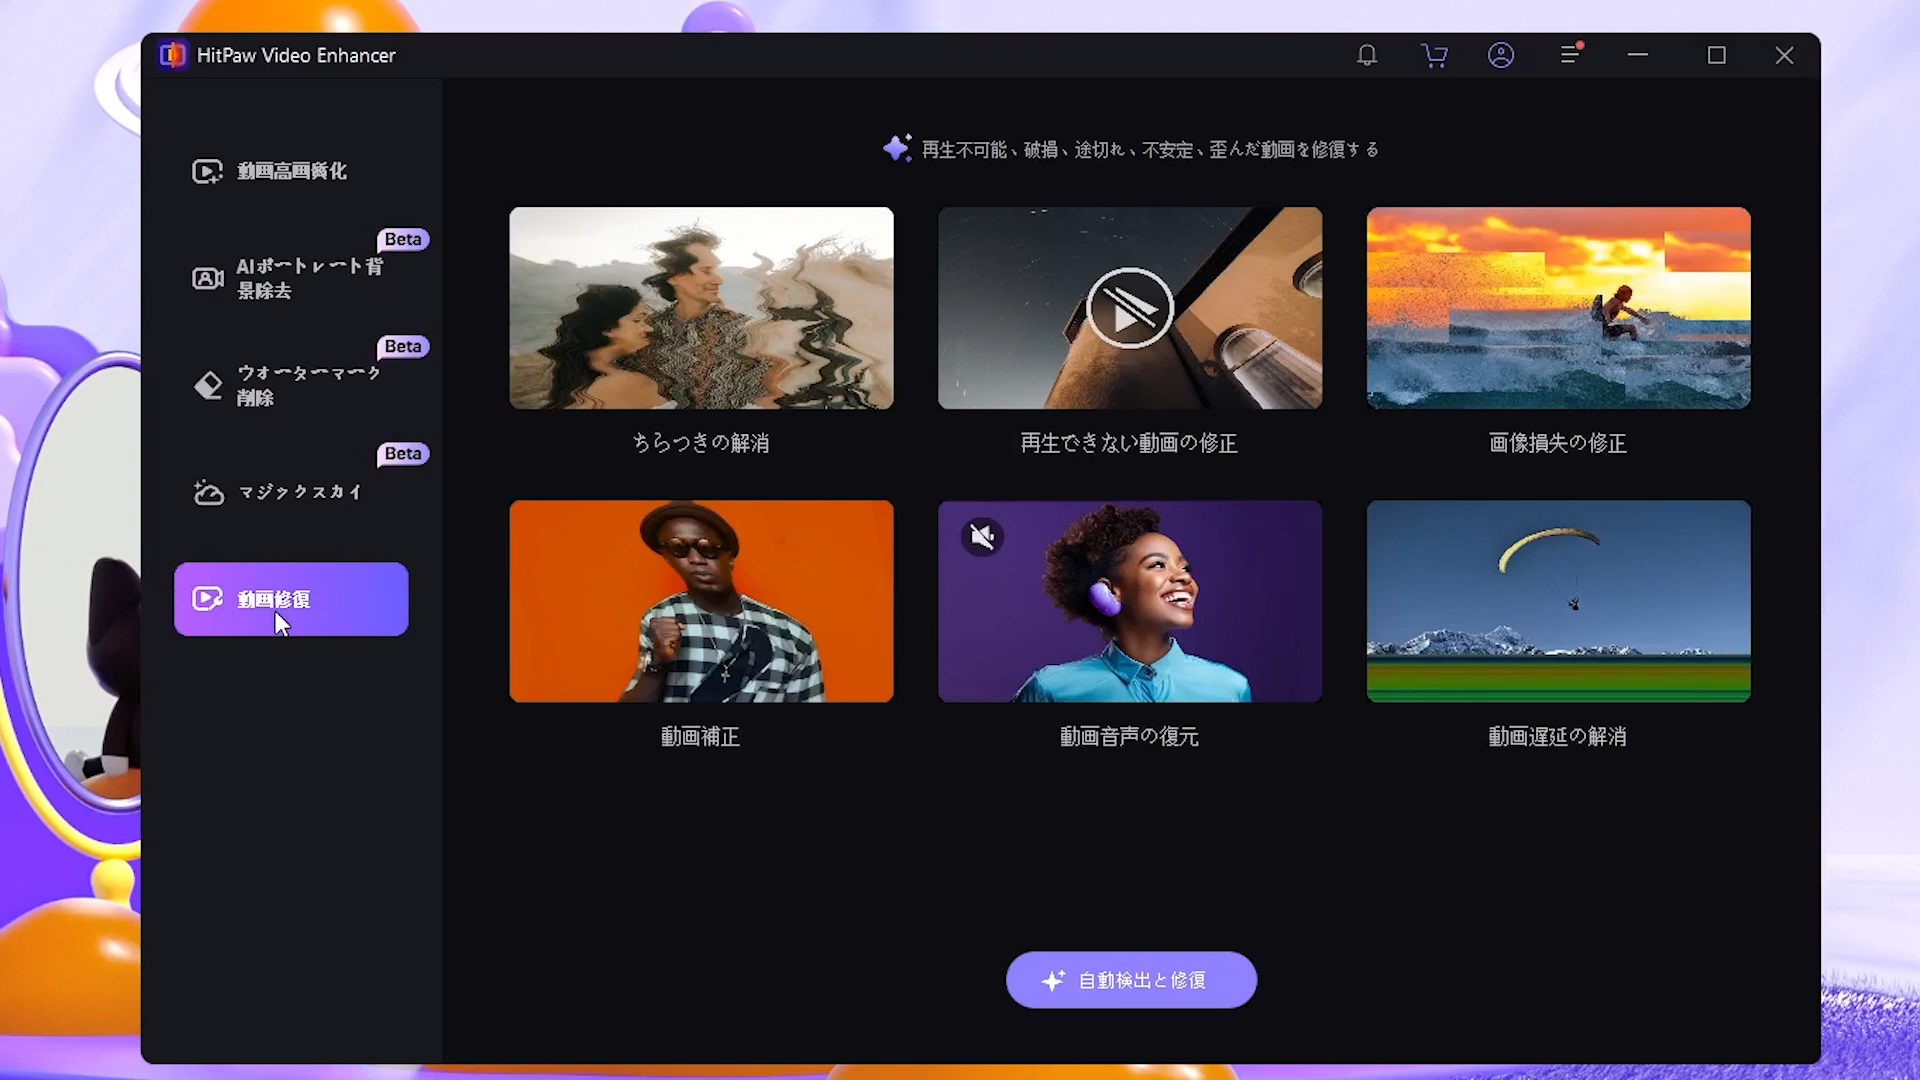 HitPaw Video Enhancer
動画高画質化
Beta
AIポートレート背
景除去
Beta
ウォーターマーク
削除
Beta
マジックスカイ
動画修復
再生不可能、破損、途切れ、不安定、歪んだ動画を修復する
ちらつきの解消
再生できない動画の修正
画像損失の修正
動画補正
動画音声の復元
動画遅延の解消
自動検出と修復